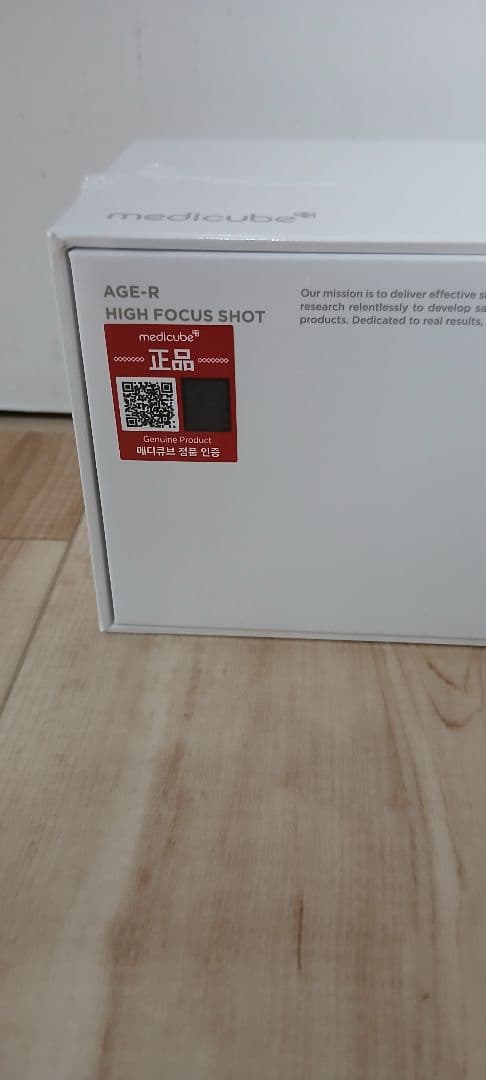 medicube
AGE-R
HIGH FOCUS SHOT
Our mission is to deliver effective
research relentlessly to develop
products. Dedicated to real results,
medicube
正品
Genuine Product
메디큐브 정품 인증